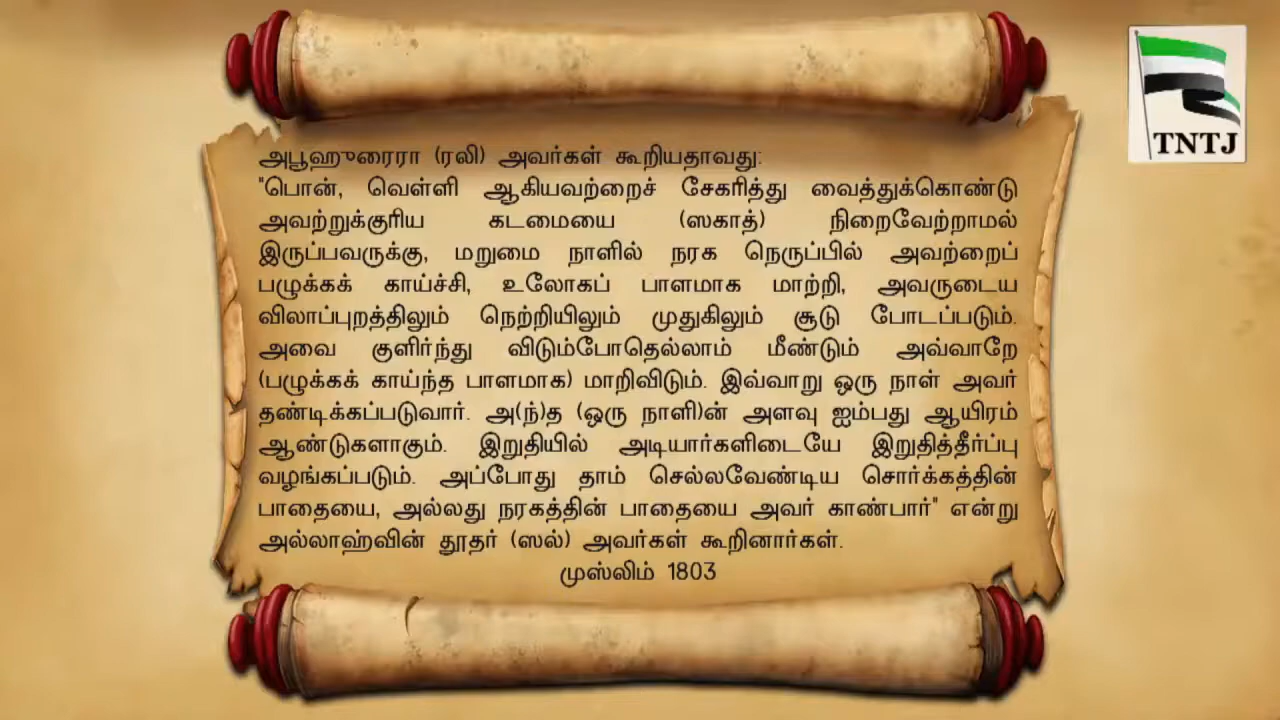 அபூஹுரைரா (ரலி) அவர்கள் கூறியதாவது:
"பொன், வெள்ளி ஆகியவற்றைச் சேகரித்து வைத்துக்கொண்டு
அவற்றுக்குரிய கடமையை (ஸகாத்) நிறைவேற்றாமல்
இருப்பவருக்கு, மறுமை நாளில் நரக நெருப்பில் அவற்றைப்
பழுக்கக் காய்ச்சி, உலோகப் பாளமாக மாற்றி, அவருடைய
விலாப்புறத்திலும் நெற்றியிலும் முதுகிலும் சூடு போடப்படும்.
அவை குளிர்ந்து விடும்போதெல்லாம் மீண்டும் அவ்வாறே
(பழுக்கக் காய்ந்த பாளமாக) மாறிவிடும். இவ்வாறு ஒரு நாள் அவர்
தண்டிக்கப்படுவார். அ(ந்)த (ஒரு நாளி)ன் அளவு ஐம்பது ஆயிரம்
ஆண்டுகளாகும். இறுதியில் அடியார்களிடையே இறுதித்தீர்ப்பு
வழங்கப்படும். அப்போது தாம் செல்லவேண்டிய சொர்க்கத்தின்
பாதையை, அல்லது நரகத்தின் பாதையை அவர் காண்பார்" என்று
அல்லாஹ்வின் தூதர் (ஸல்) அவர்கள் கூறினார்கள்.
முஸ்லிம் 1803
TNTJ